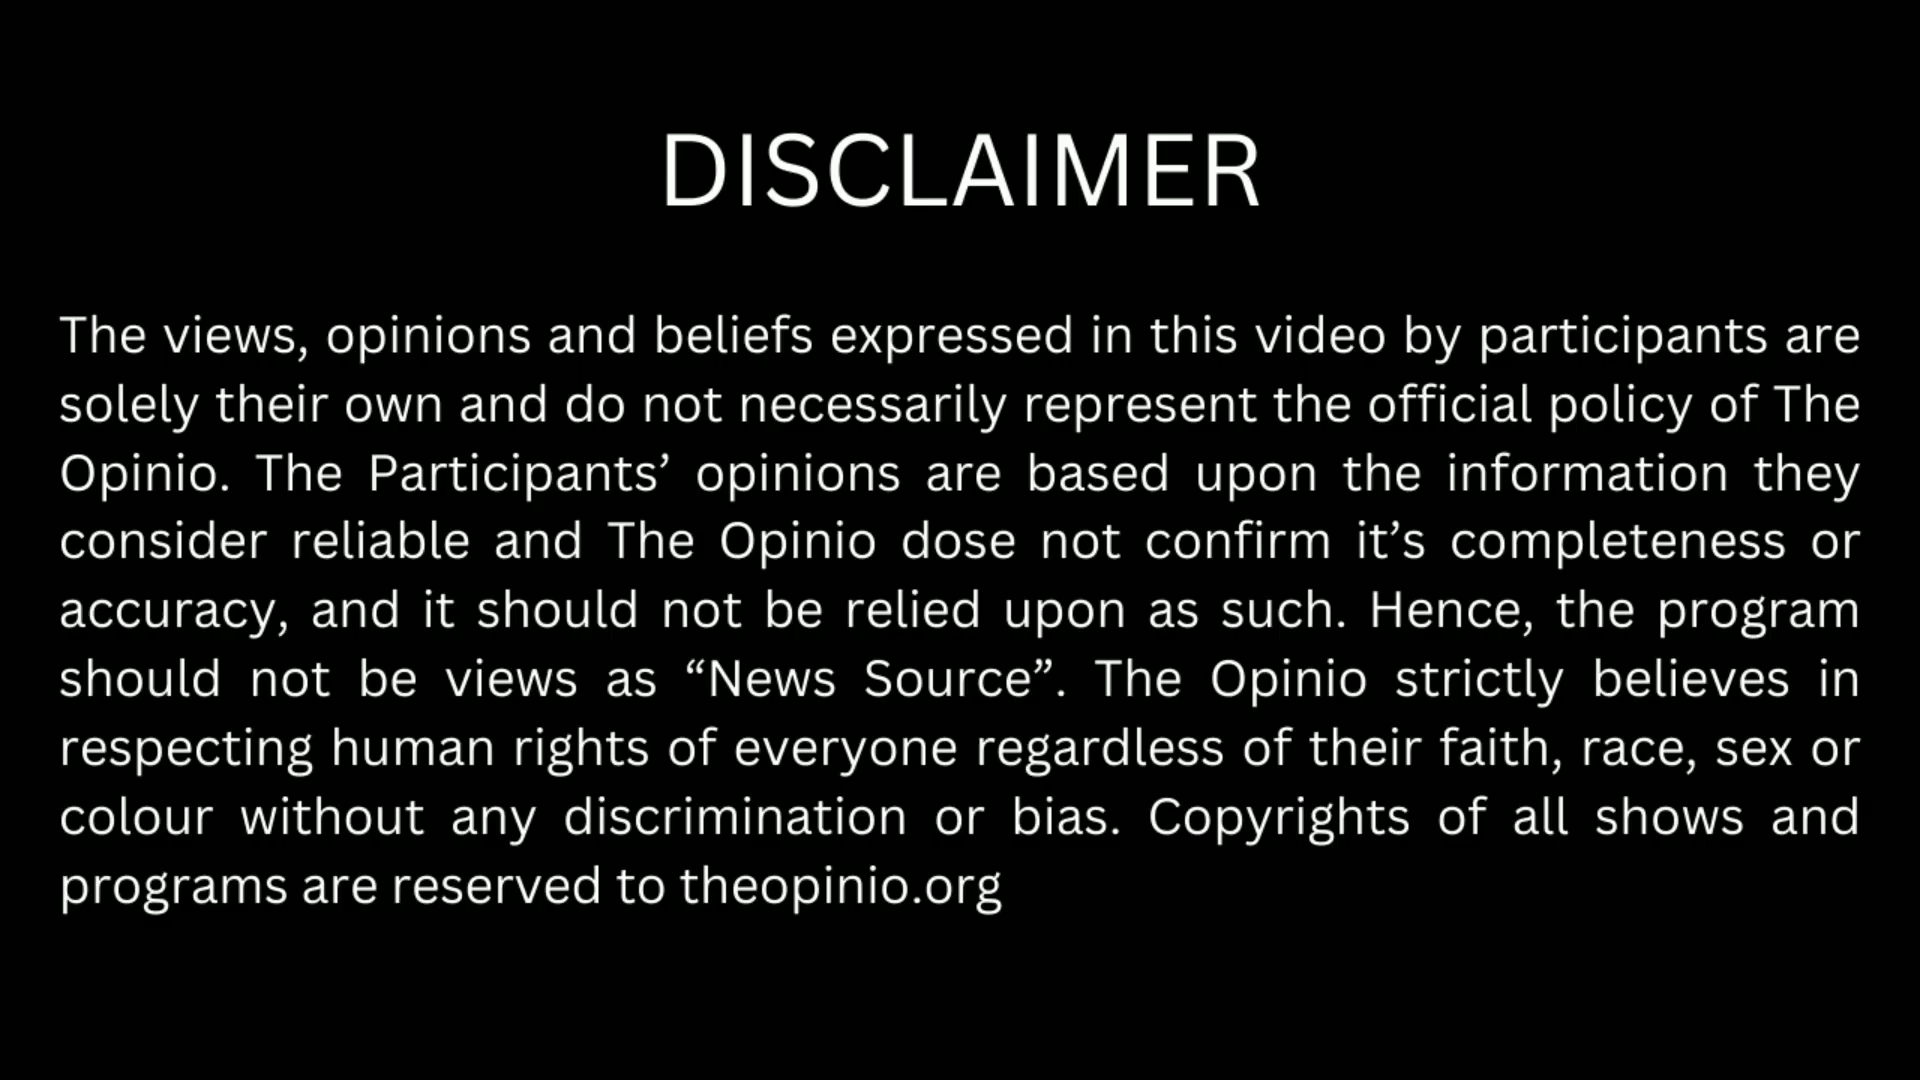 DISCLAIMER
The views, opinions and beliefs expressed in this video by participants are
solely their own and do not necessarily represent the official policy of The
Opinio. The Participants’ opinions are based upon the information they
consider reliable and The Opinio dose not confirm it’s completeness or
accuracy, and it should not be relied upon as such. Hence, the program
should not be views as “News Source”. The Opinio strictly believes in
respecting human rights of everyone regardless of their faith, race, sex or
colour without any discrimination or bias. Copyrights of all shows and
programs are reserved to theopinio.org